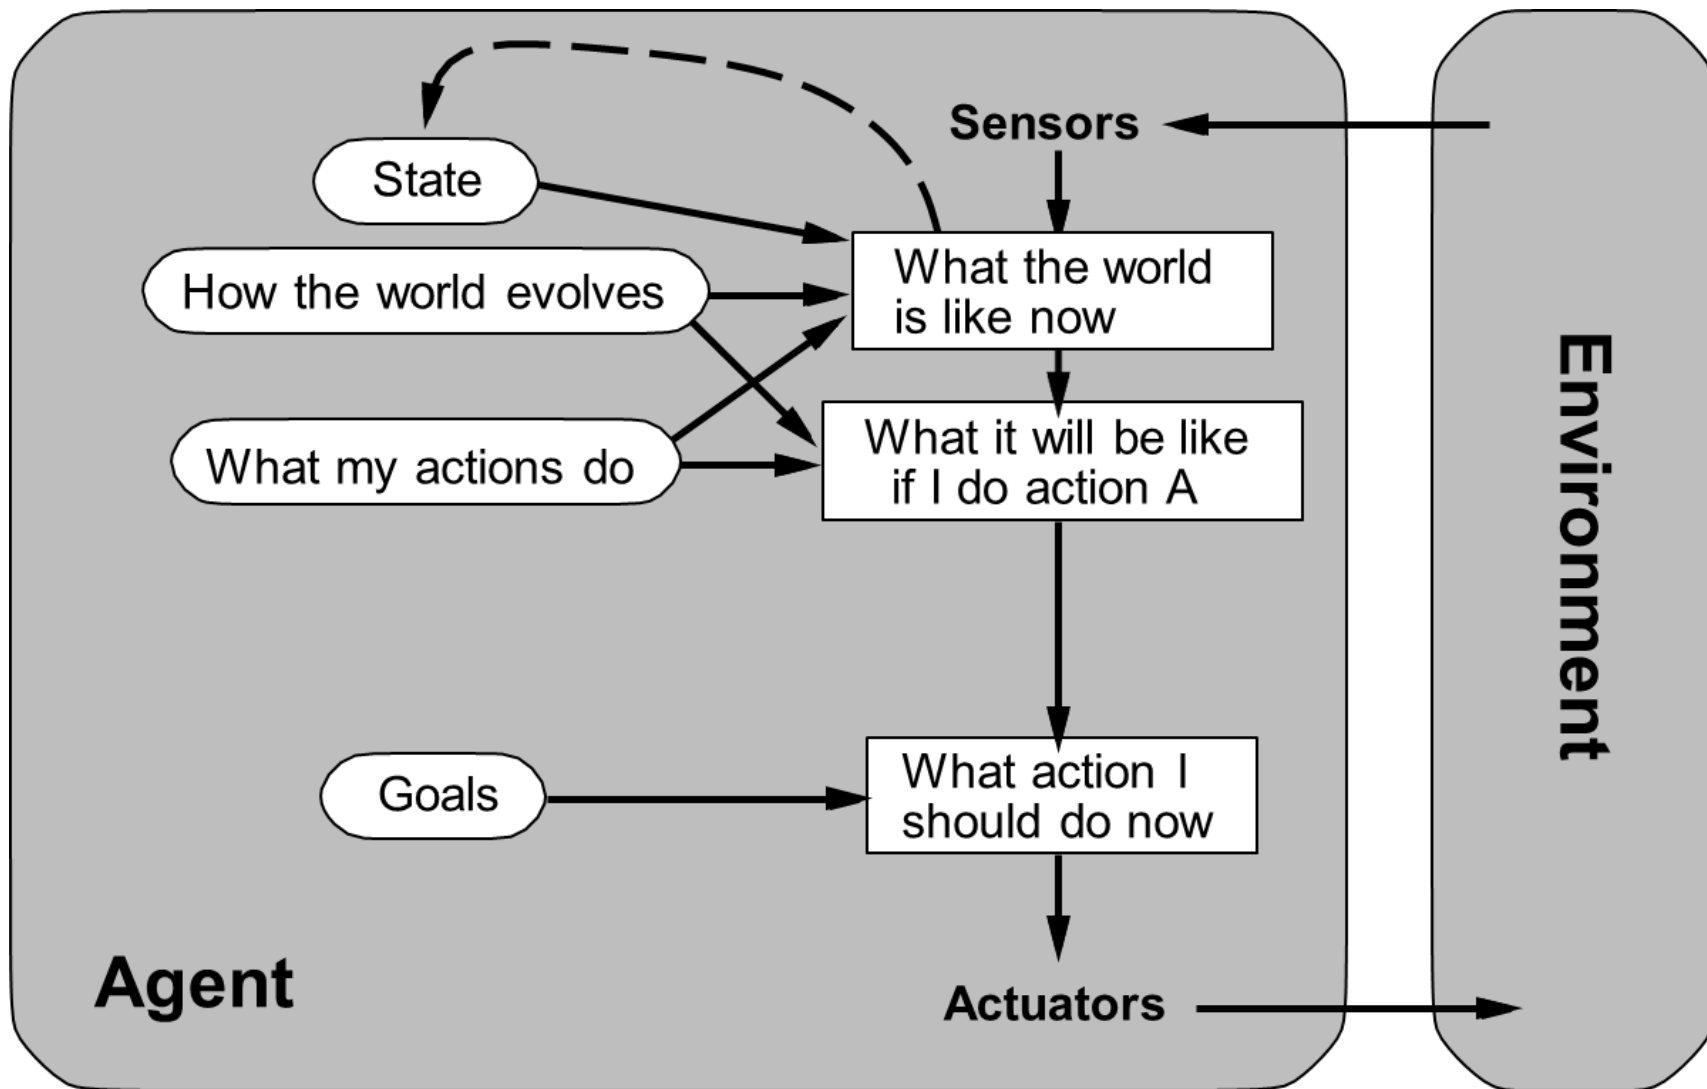 Sensors
State
What the world
is like now
How the world evolves
What it will be like
if I do action A
What my actions do
Environment
What action I
should do now
Goals
Agent
Actuators